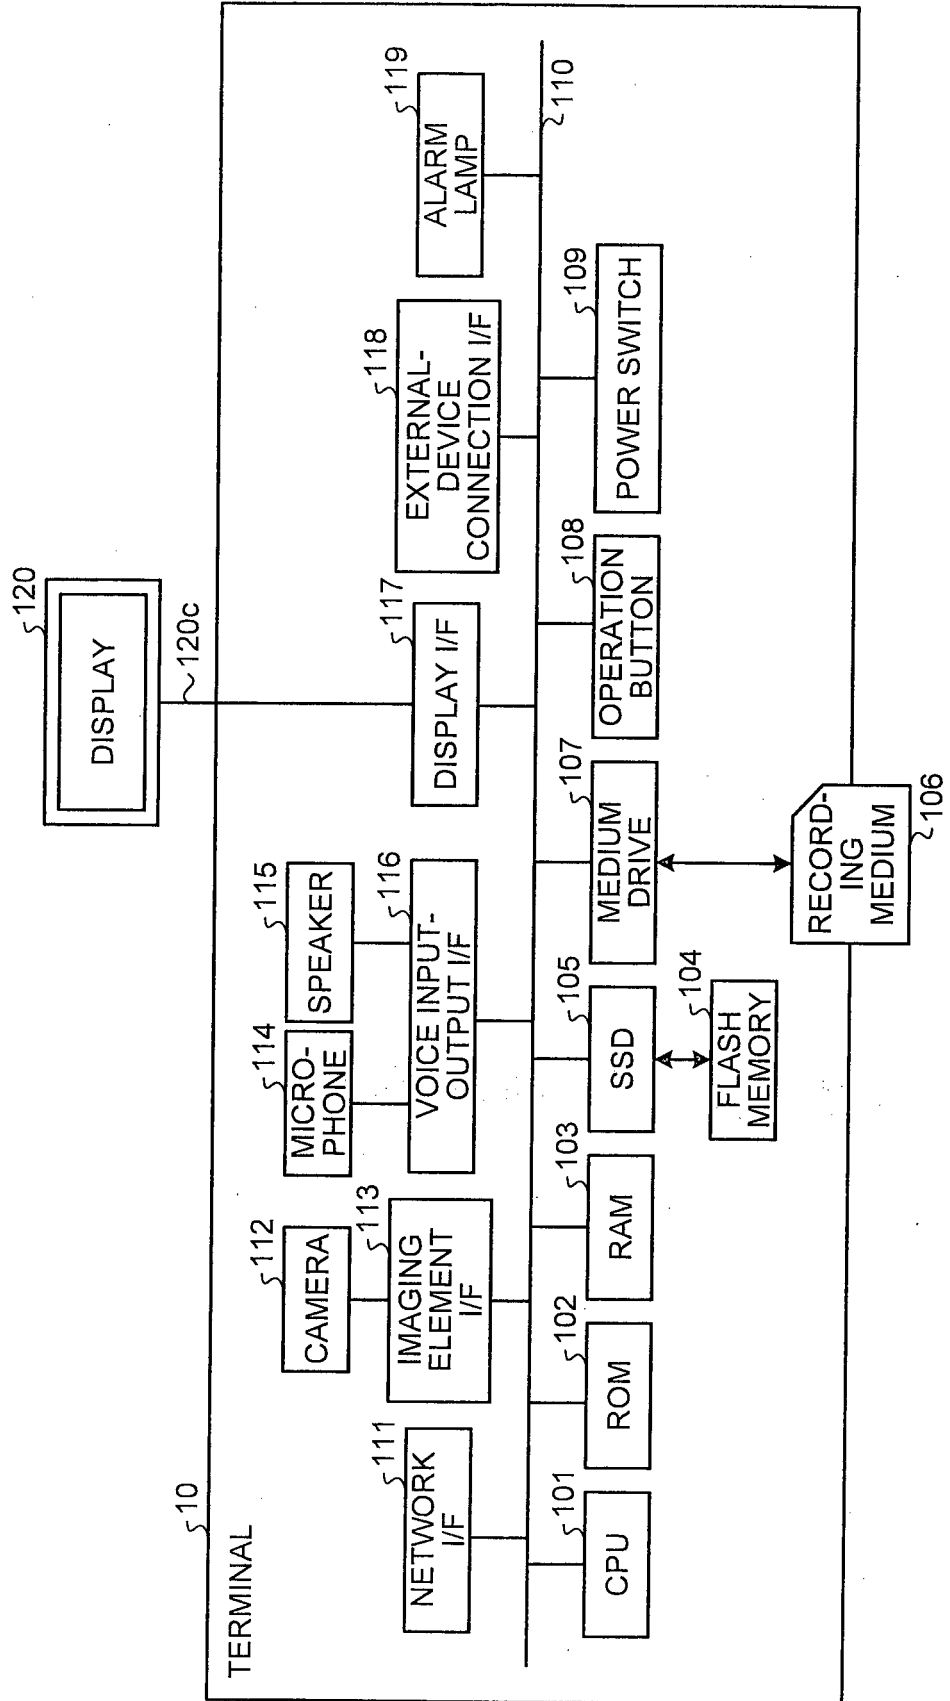 120
DISPLAY
120c
10
TERMINAL
111
NETWORK
I/F
112
CAMERA
113
IMAGING
ELEMENT
I/F
114
MICRO-
PHONE
115
SPEAKER
116
VOICE INPUT-
OUTPUT I/F
117
DISPLAY I/F
118
EXTERNAL-
DEVICE
CONNECTION I/F
119
ALARM
LAMP
110
101
CPU
102
ROM
103
RAM
105
SSD
104
FLASH
MEMORY
107
MEDIUM
DRIVE
108
OPERATION
BUTTON
109
POWER SWITCH
RECORD-
ING
MEDIUM
106